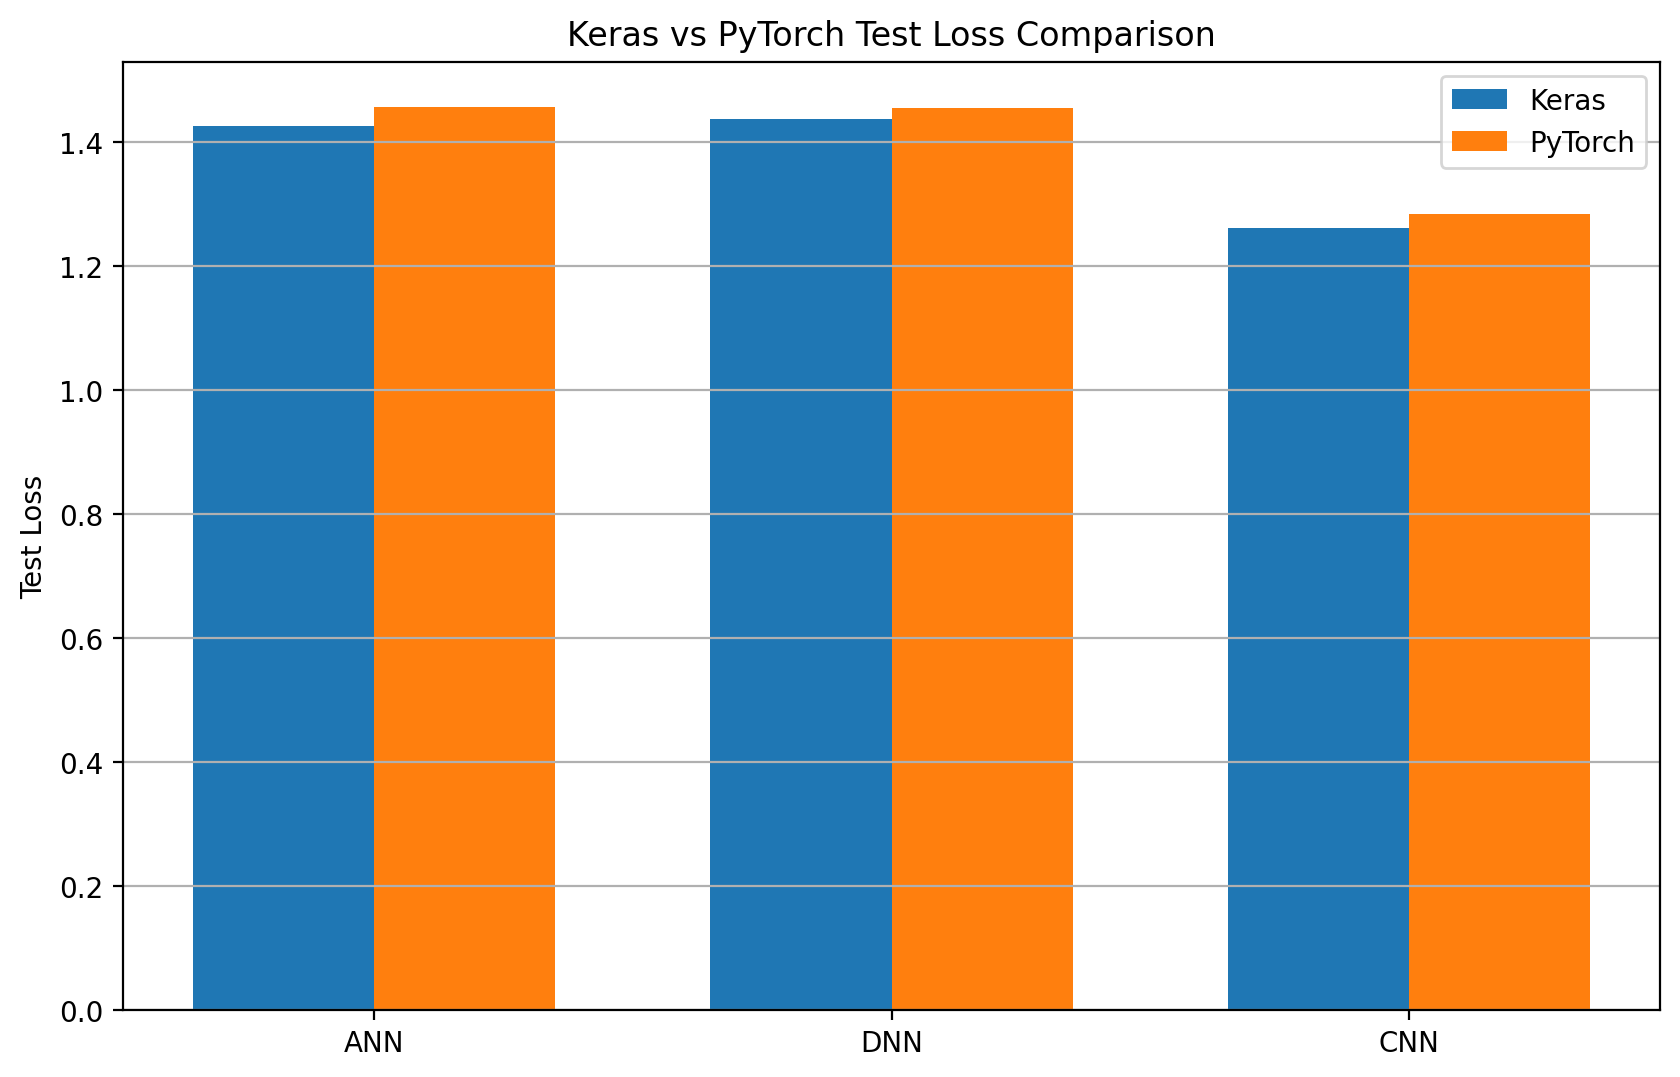 Keras vs PyTorch Test Loss Comparison
Keras
PyTorch
Test Loss
1.4
1.2
1.0
0.8
0.6
0.4
0.2
0.0
ANN
DNN
CNN